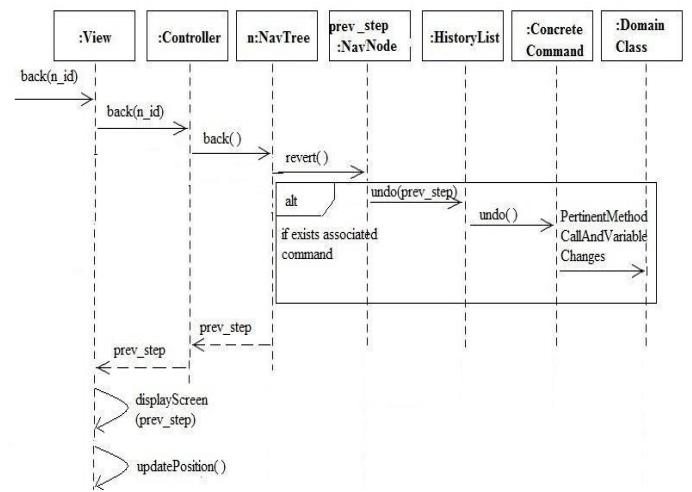 :View
:Controller
n:NavTree
prev_step
:NavNode
:HistoryList
:Concrete
Command
:Domain
Class
back(n_id)
back(n_id)
back()
revert()
alt
undo(prev_step)
if exists associated
command
undo()
PertinentMethod
CallAndVariable
Changes
prev_step
prev_step
displayScreen
(prev_step)
updatePosition()